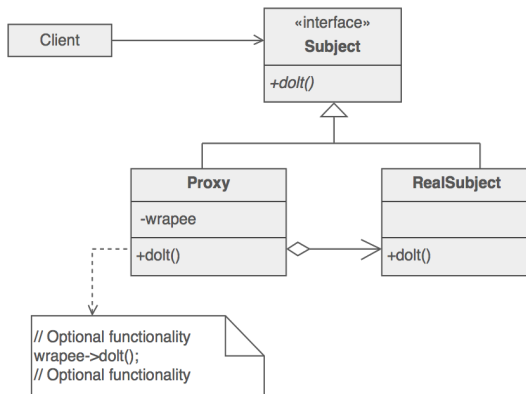 Client
«interface»
Subject
+doIt()
Proxy
-wrapee
+doIt()
RealSubject
+doIt()
// Optional functionality
wrapee->doIt();
// Optional functionality